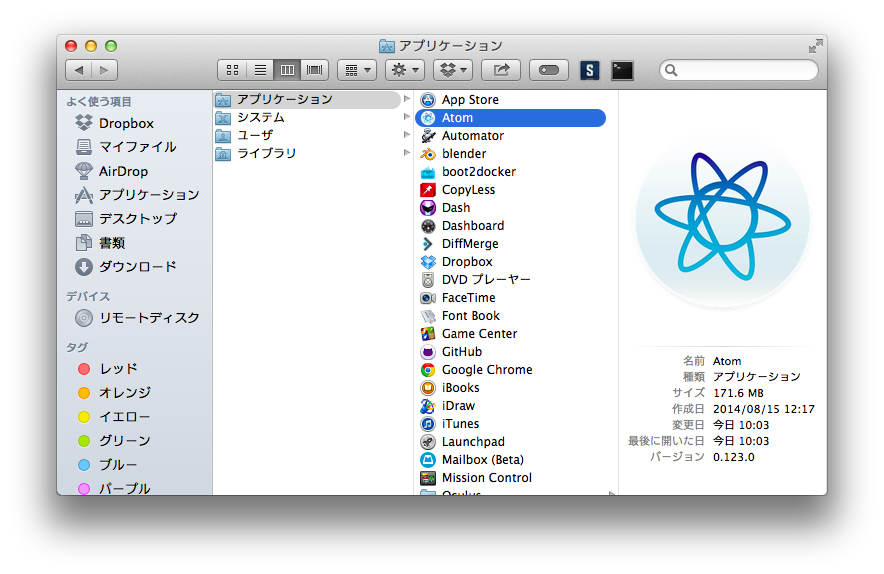 アプリケーション
よく使う項目
Dropbox
マイファイル
AirDrop
アプリケーション
デスクトップ
書類
ダウンロード
デバイス
リモートディスク
タグ
レッド
オレンジ
イエロー
グリーン
ブルー
パープル
アプリケーション
システム
ユーザ
ライブラリ
App Store
Atom
Automator
blender
boot2docker
CopyLess
Dash
Dashboard
DiffMerge
Dropbox
DVD プレーヤー
FaceTime
Font Book
Game Center
GitHub
Google Chrome
iBooks
iDraw
iTunes
Launchpad
Mailbox (Beta)
Mission Control
Oculus
名前 Atom
種類 アプリケーション
サイズ 171.6 MB
作成日 2014/08/15 12:17
変更日 今日 10:03
最後に開いた日 今日 10:03
バージョン 0.123.0